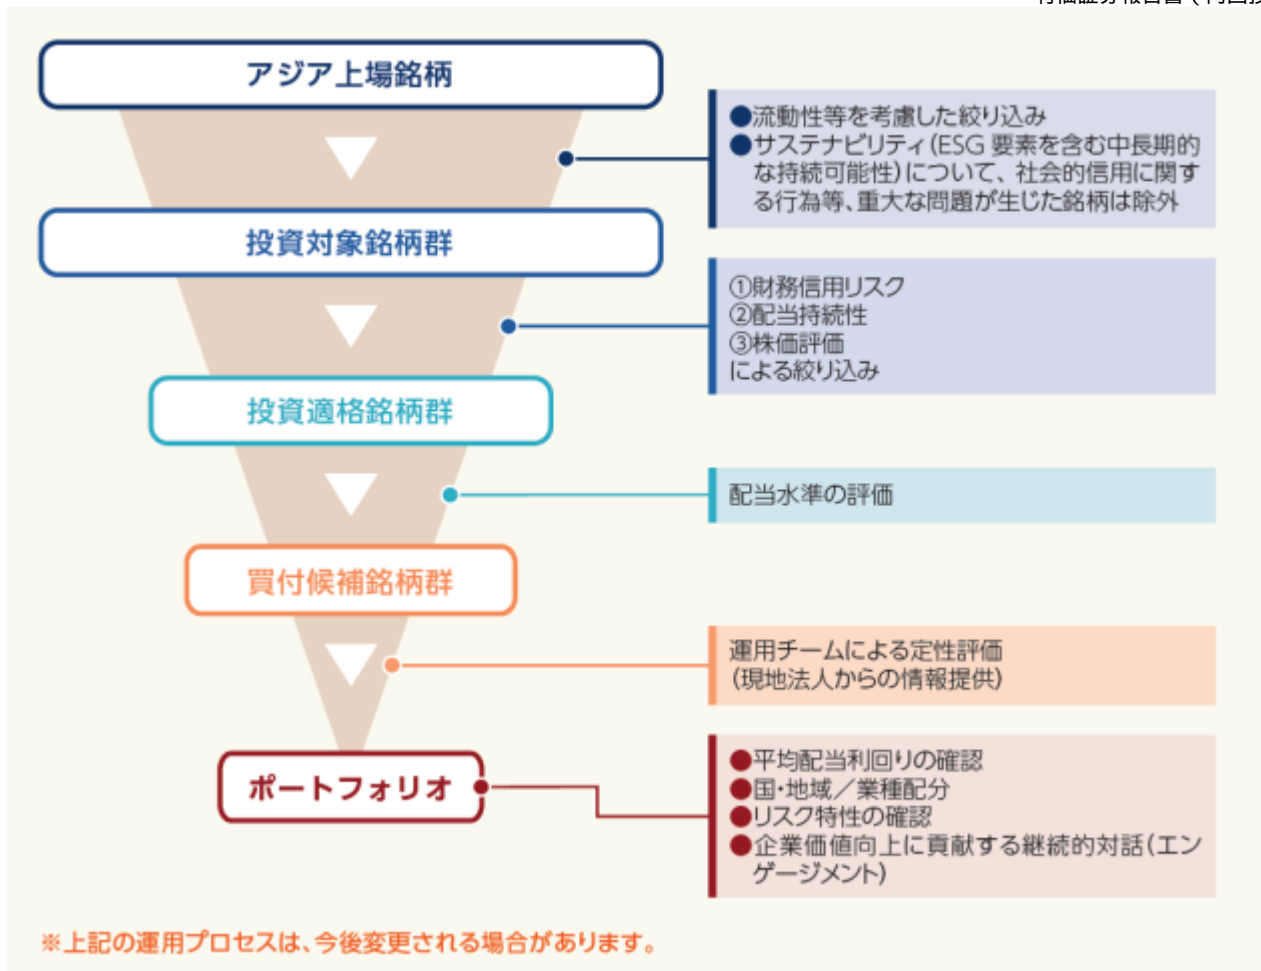 アジア上場銘柄
●流動性等を考慮した絞り込み
●サステナビリティ(ESG 要素を含む中長期的
な持続可能性)について、社会的信用に関す
る行為等、重大な問題が生じた銘柄は除外
投資対象銘柄群
①財務信用リスク
②配当持続性
③株価評価
による絞り込み
投資適格銘柄群
配当水準の評価
買付候補銘柄群
運用チームによる定性評価
(現地法人からの情報提供)
ポートフォリオ
●平均配当利回りの確認
●国・地域／業種配分
●リスク特性の確認
●企業価値向上に貢献する継続的対話(エン
ゲージメント)
※上記の運用プロセスは、今後変更される場合があります。